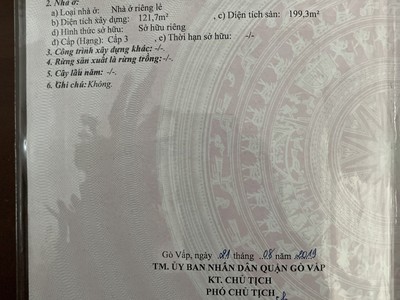 2. Nhà ở:
a) Loại nhà ở: Nhà ở riêng lẻ
b) Diện tích xây dựng: 121,7m² , c) Diện tích sàn: 199,3m²
d) Hình thức sở hữu: Sở hữu riêng
đ) Cấp (Hạng): Cấp 3 , e) Thời hạn sở hữu: -/-
3. Công trình xây dựng khác: -/-.
4. Rừng sản xuất là rừng trồng: -/-.
5. Cây lâu năm: -/-.
6. Ghi chú: Không.
Gò Vấp, ngày 21 tháng 08 năm 2019
TM. ỦY BAN NHÂN DÂN QUẬN GÒ VẤP
KT. CHỦ TỊCH
PHÓ CHỦ TỊCH